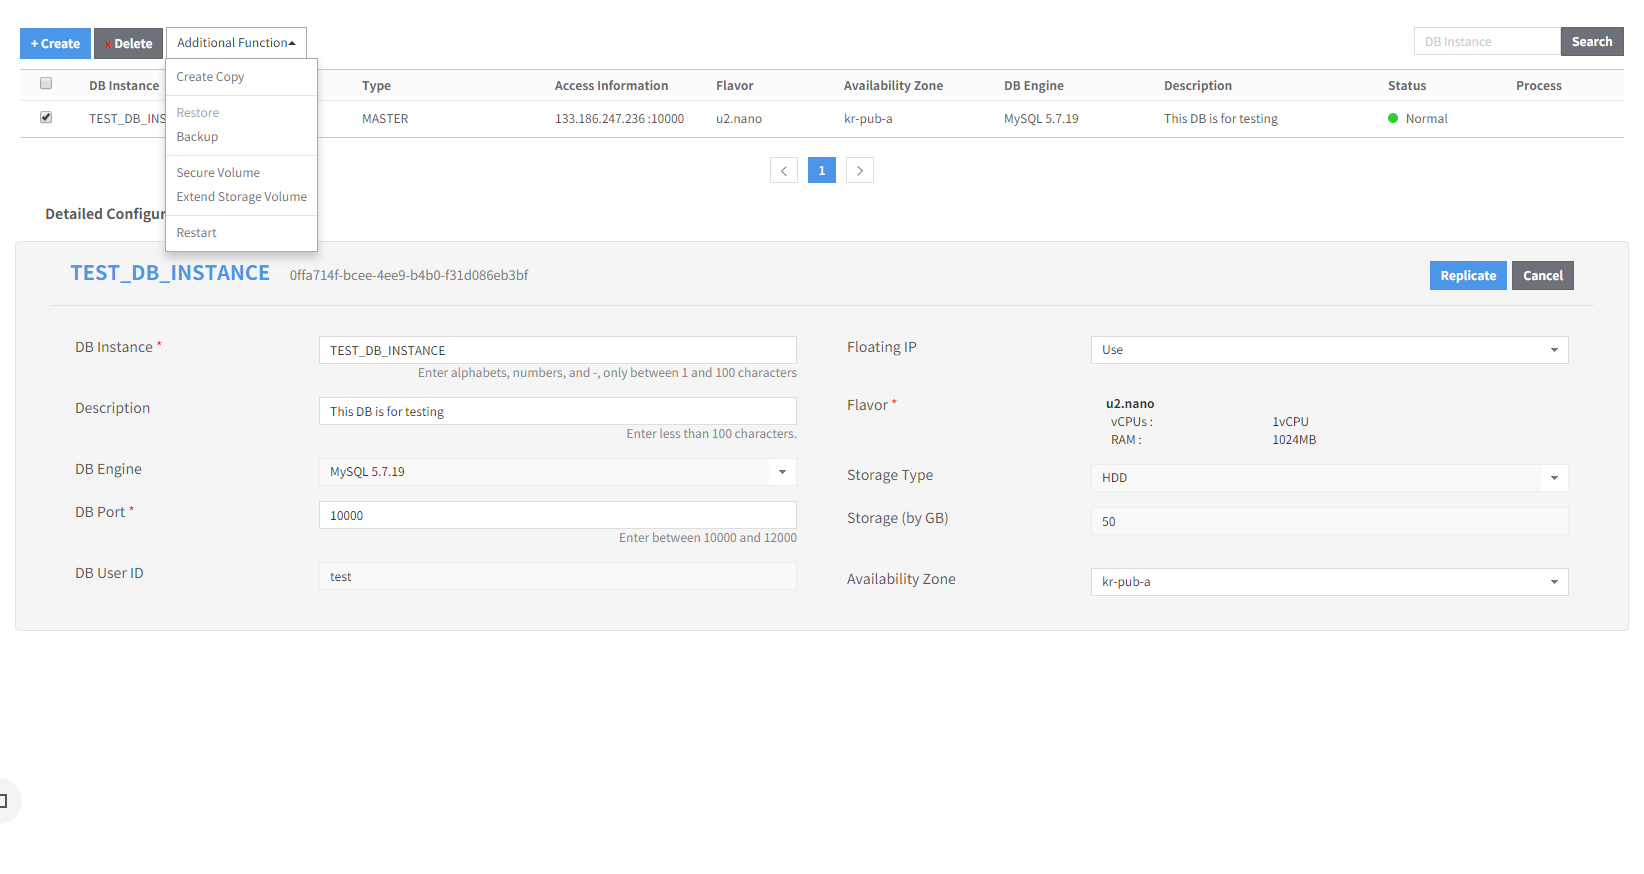 + Create
x Delete
Additional Function
DB Instance
Search
Create Copy
Restore
Backup
Secure Volume
Extend Storage Volume
Restart
DB Instance Type Access Information Flavor Availability Zone DB Engine Description Status Process
TEST_DB_INS MASTER 133.186.247.236 :10000 u2.nano kr-pub-a MySQL 5.7.19 This DB is for testing Normal
< 1 >
Detailed Configur
TEST_DB_INSTANCE 0ffa714f-bcee-4ee9-b4b0-f31d086eb3bf
Replicate Cancel
DB Instance *
TEST_DB_INSTANCE
Enter alphabets, numbers, and -, only between 1 and 100 characters
Description
This DB is for testing
Enter less than 100 characters.
DB Engine
MySQL 5.7.19
DB Port *
10000
Enter between 10000 and 12000
DB User ID
test
Floating IP
Use
Flavor *
u2.nano
vCPUs : 1vCPU
RAM : 1024MB
Storage Type
HDD
Storage (by GB)
50
Availability Zone
kr-pub-a